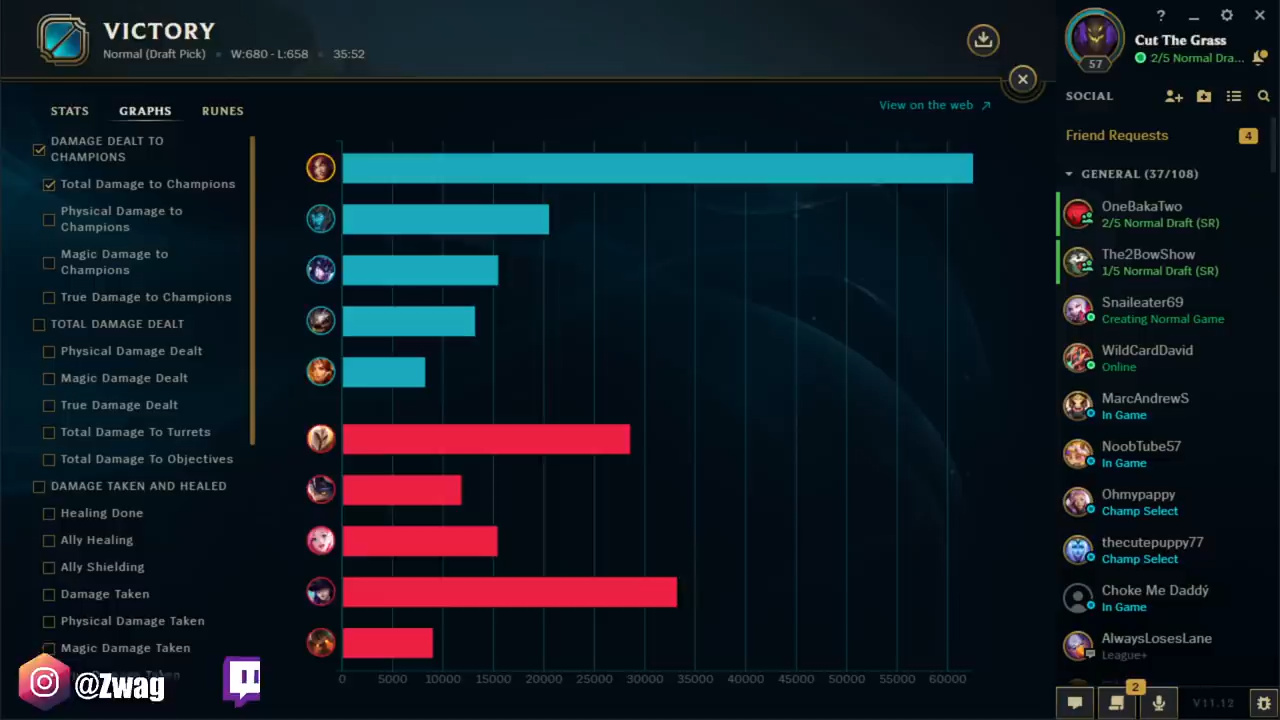 VICTORY
Normal (Draft Pick) W:680 - L:658 35:52
STATS GRAPHS RUNES
View on the web
DAMAGE DEALT TO
CHAMPIONS
Total Damage to Champions
Physical Damage to
Champions
Magic Damage to
Champions
True Damage to Champions
TOTAL DAMAGE DEALT
Physical Damage Dealt
Magic Damage Dealt
True Damage Dealt
Total Damage To Turrets
Total Damage To Objectives
DAMAGE TAKEN AND HEALED
Healing Done
Ally Healing
Ally Shielding
Damage Taken
Physical Damage Taken
Magic Damage Taken
@Zwag
0 5000 10000 15000 20000 25000 30000 35000 40000 45000 50000 55000 60000
57
Cut The Grass
2/5 Normal Dra...
SOCIAL
Friend Requests 4
GENERAL (37/108)
OneBakaTwo
2/5 Normal Draft (SR)
The2BowShow
1/5 Normal Draft (SR)
Snaileater69
Creating Normal Game
WildCardDavid
Online
MarcAndrewS
In Game
NoobTube57
In Game
Ohmypappy
Champ Select
thecutepuppy77
Champ Select
Choke Me Daddý
In Game
AlwaysLosesLane
League+
2
V11.12